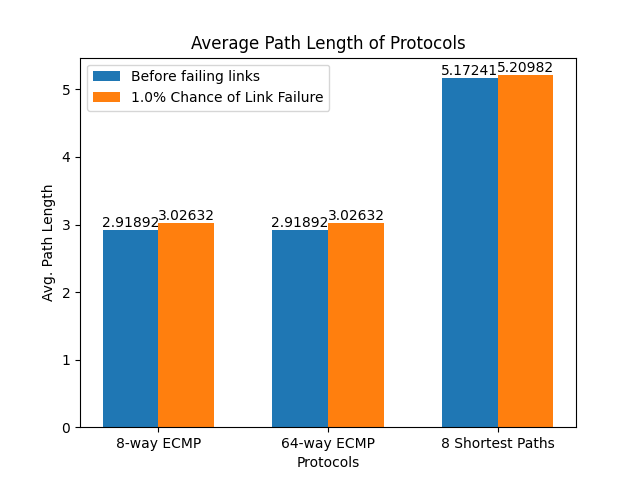 Average Path Length of Protocols
Before failing links
1.0% Chance of Link Failure
5.17241 5.20982
2.91892 3.02632 2.91892 3.02632
Avg. Path Length
5
4
3
2
1
0
8-way ECMP 64-way ECMP 8 Shortest Paths
Protocols